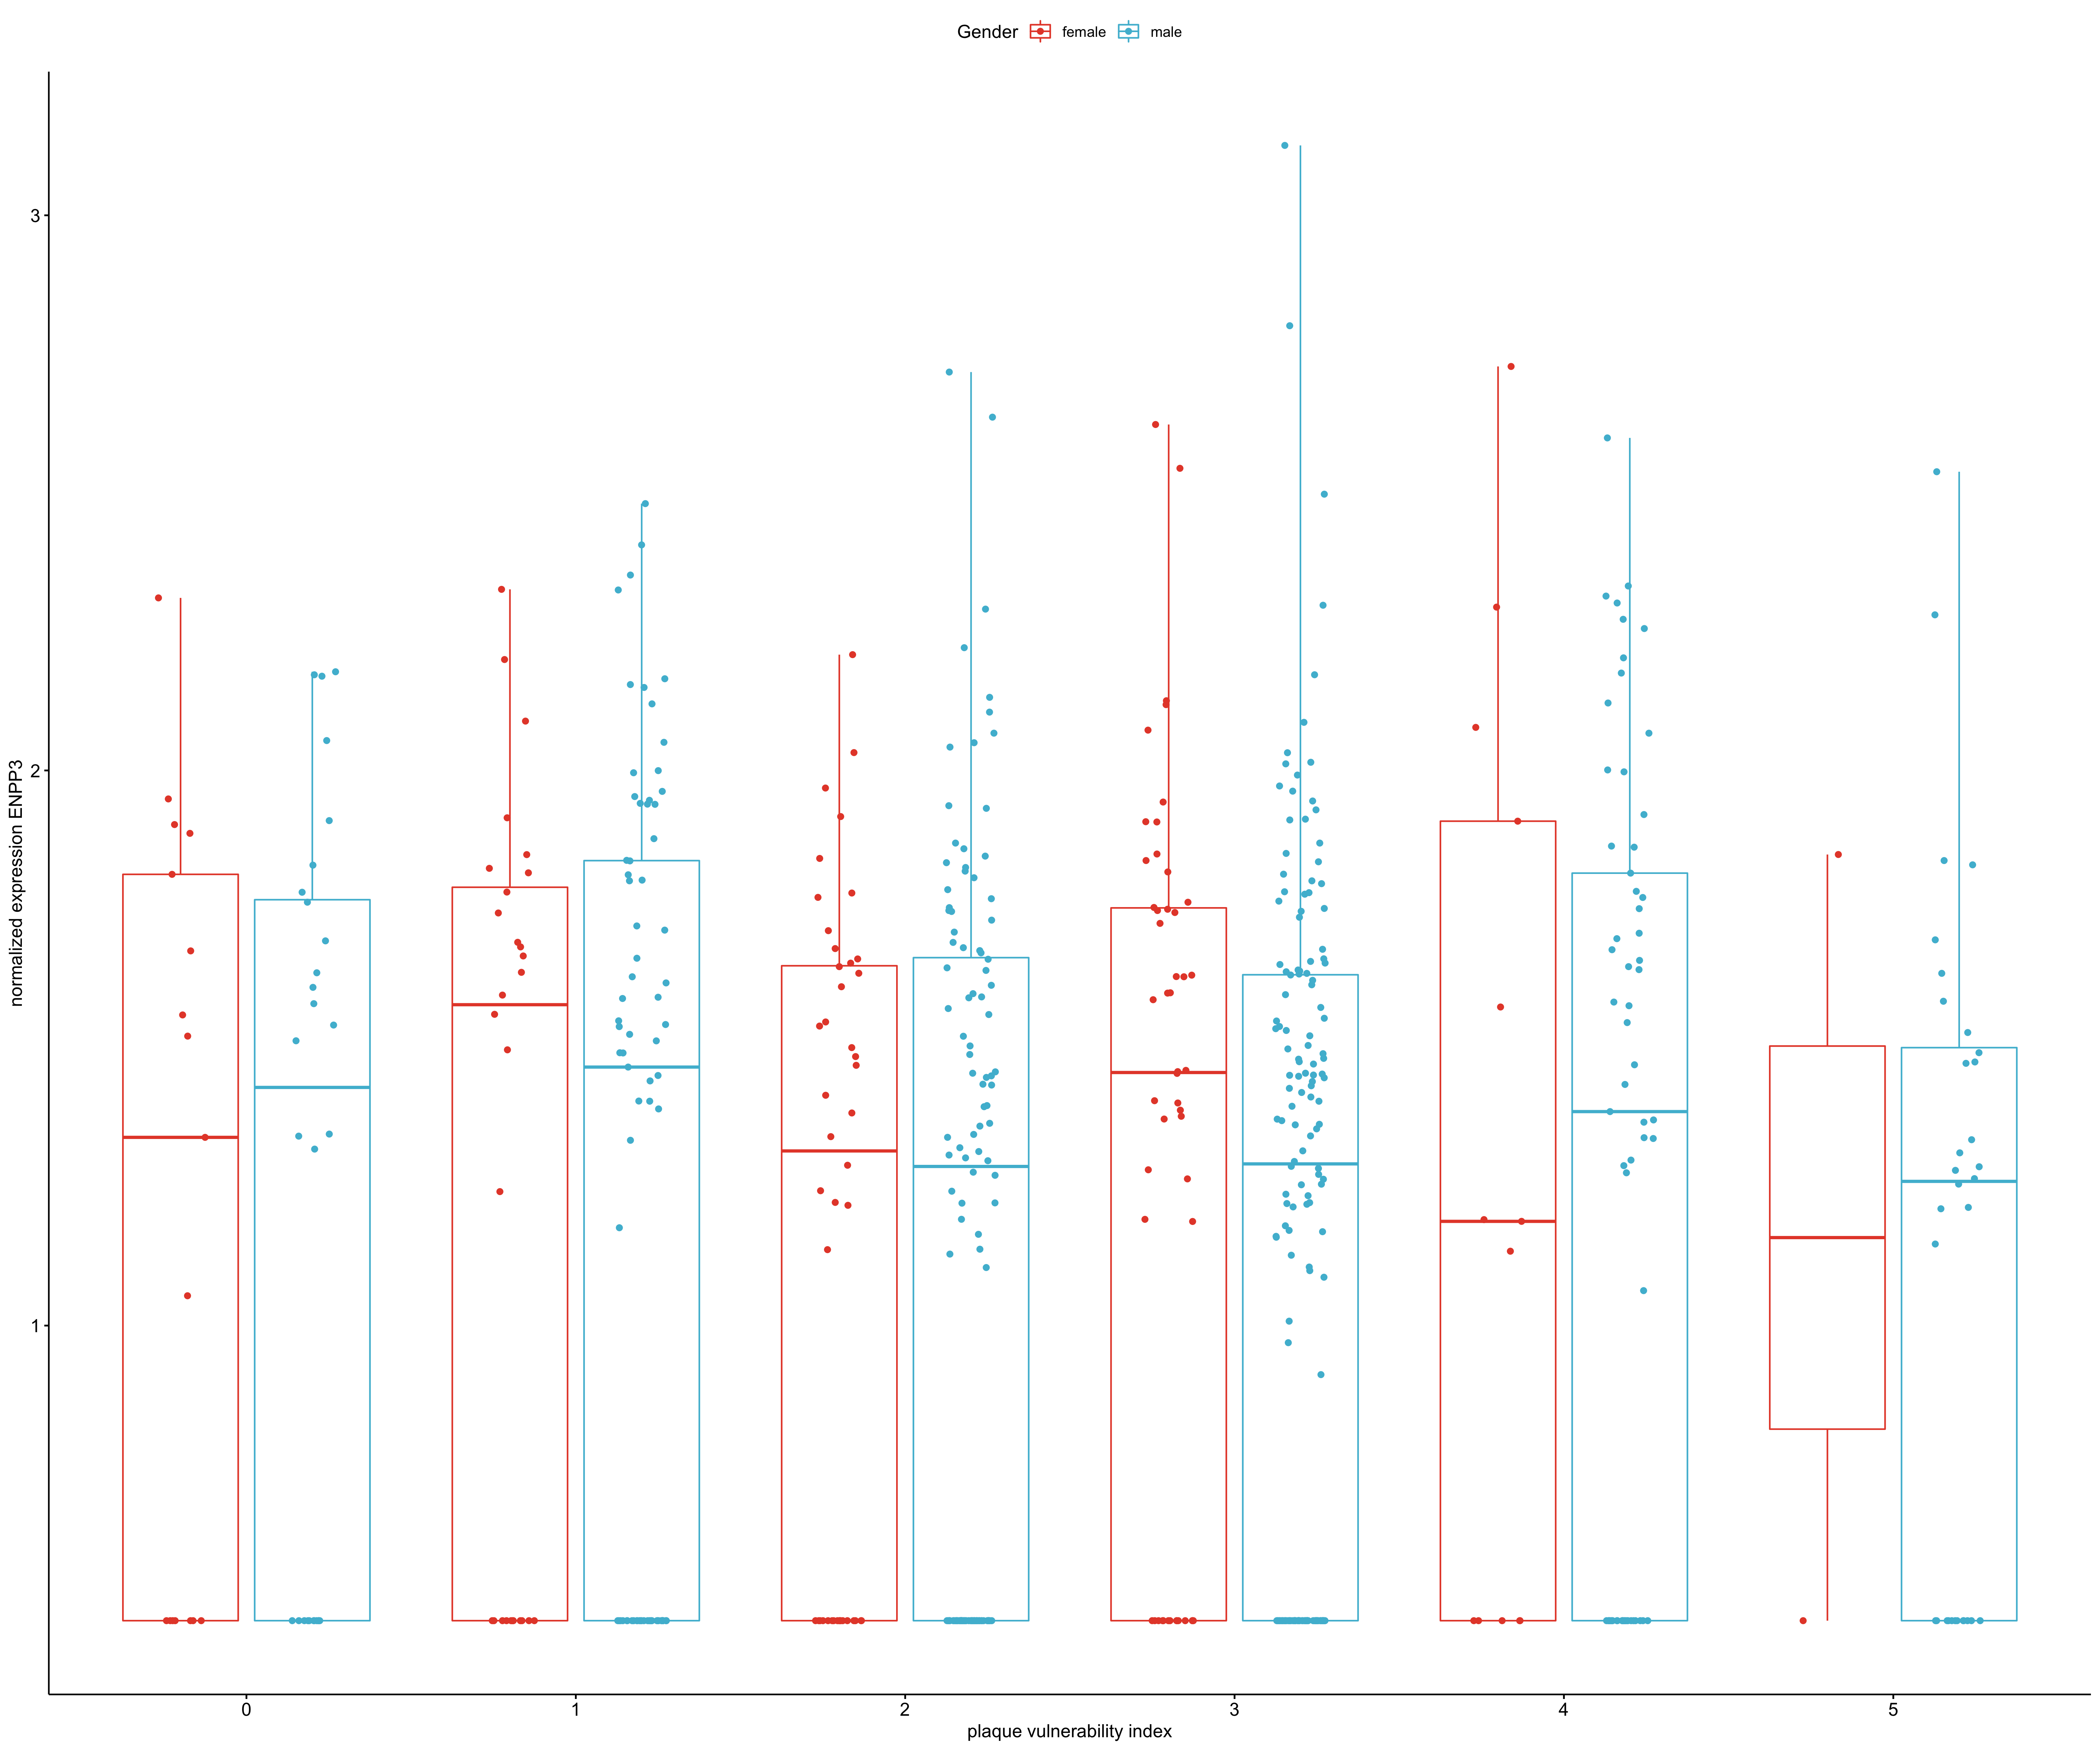 Gender female male
normalized expression ENPP3
3
2
1
0 1 2 3 4 5
plaque vulnerability index